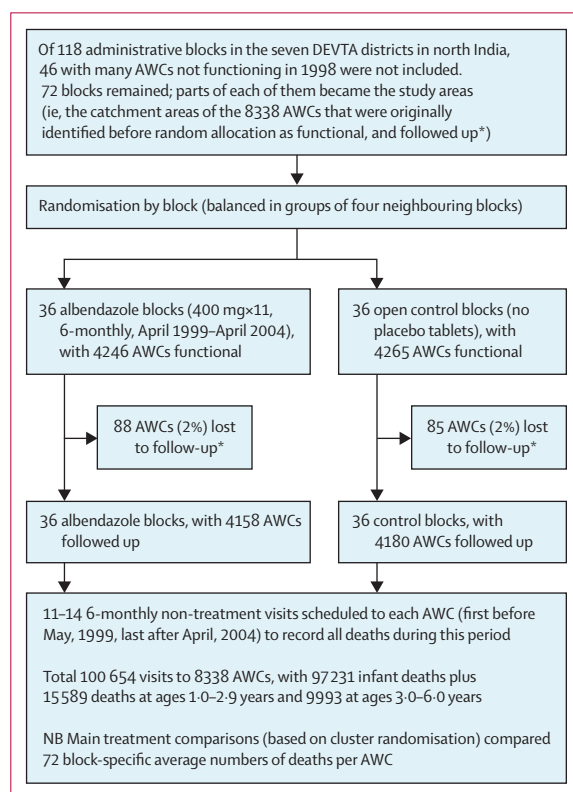 Of 118 administrative blocks in the seven DEVTA districts in north India,
46 with many AWCs not functioning in 1998 were not included.
72 blocks remained; parts of each of them became the study areas
(ie, the catchment areas of the 8338 AWCs that were originally
identified before random allocation as functional, and followed up*)
Randomisation by block (balanced in groups of four neighbouring blocks)
36 albendazole blocks (400 mg×11,
6-monthly, April 1999–April 2004),
with 4246 AWCs functional
36 open control blocks (no
placebo tablets), with
4265 AWCs functional
88 AWCs (2%) lost
to follow-up*
85 AWCs (2%) lost
to follow-up*
36 albendazole blocks, with 4158 AWCs
followed up
36 control blocks, with
4180 AWCs followed up
11–14 6-monthly non-treatment visits scheduled to each AWC (first before
May, 1999, last after April, 2004) to record all deaths during this period
Total 100 654 visits to 8338 AWCs, with 97 231 infant deaths plus
15 589 deaths at ages 1·0–2·9 years and 9993 at ages 3·0–6·0 years
NB Main treatment comparisons (based on cluster randomisation) compared
72 block-specific average numbers of deaths per AWC